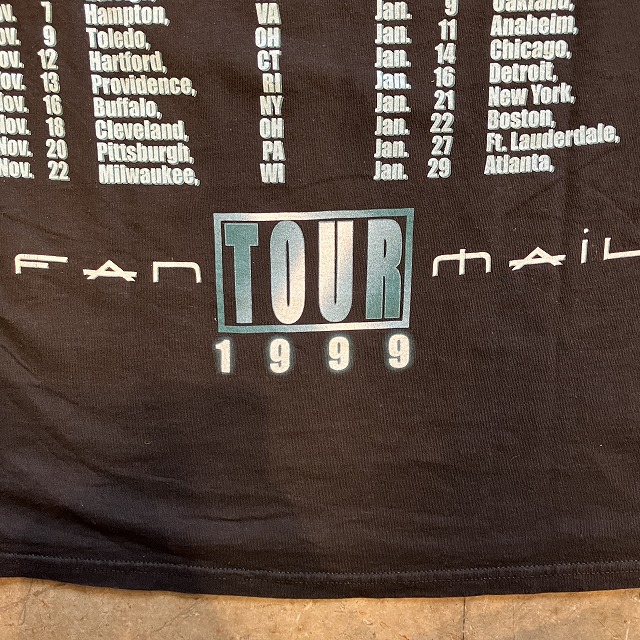 7 Hampton, VA Jan. 9 Oakland,
Nov. 9 Toledo, OH Jan. 11 Anaheim,
Nov. 12 Hartford, CT Jan. 14 Chicago,
Nov. 13 Providence, RI Jan. 16 Detroit,
Nov. 16 Buffalo, NY Jan. 21 New York,
Nov. 18 Cleveland, OH Jan. 22 Boston,
Nov. 20 Pittsburgh, PA Jan. 27 Ft. Lauderdale,
Nov. 22 Milwaukee, WI Jan. 29 Atlanta,
FAN TOUR MAIL
1999